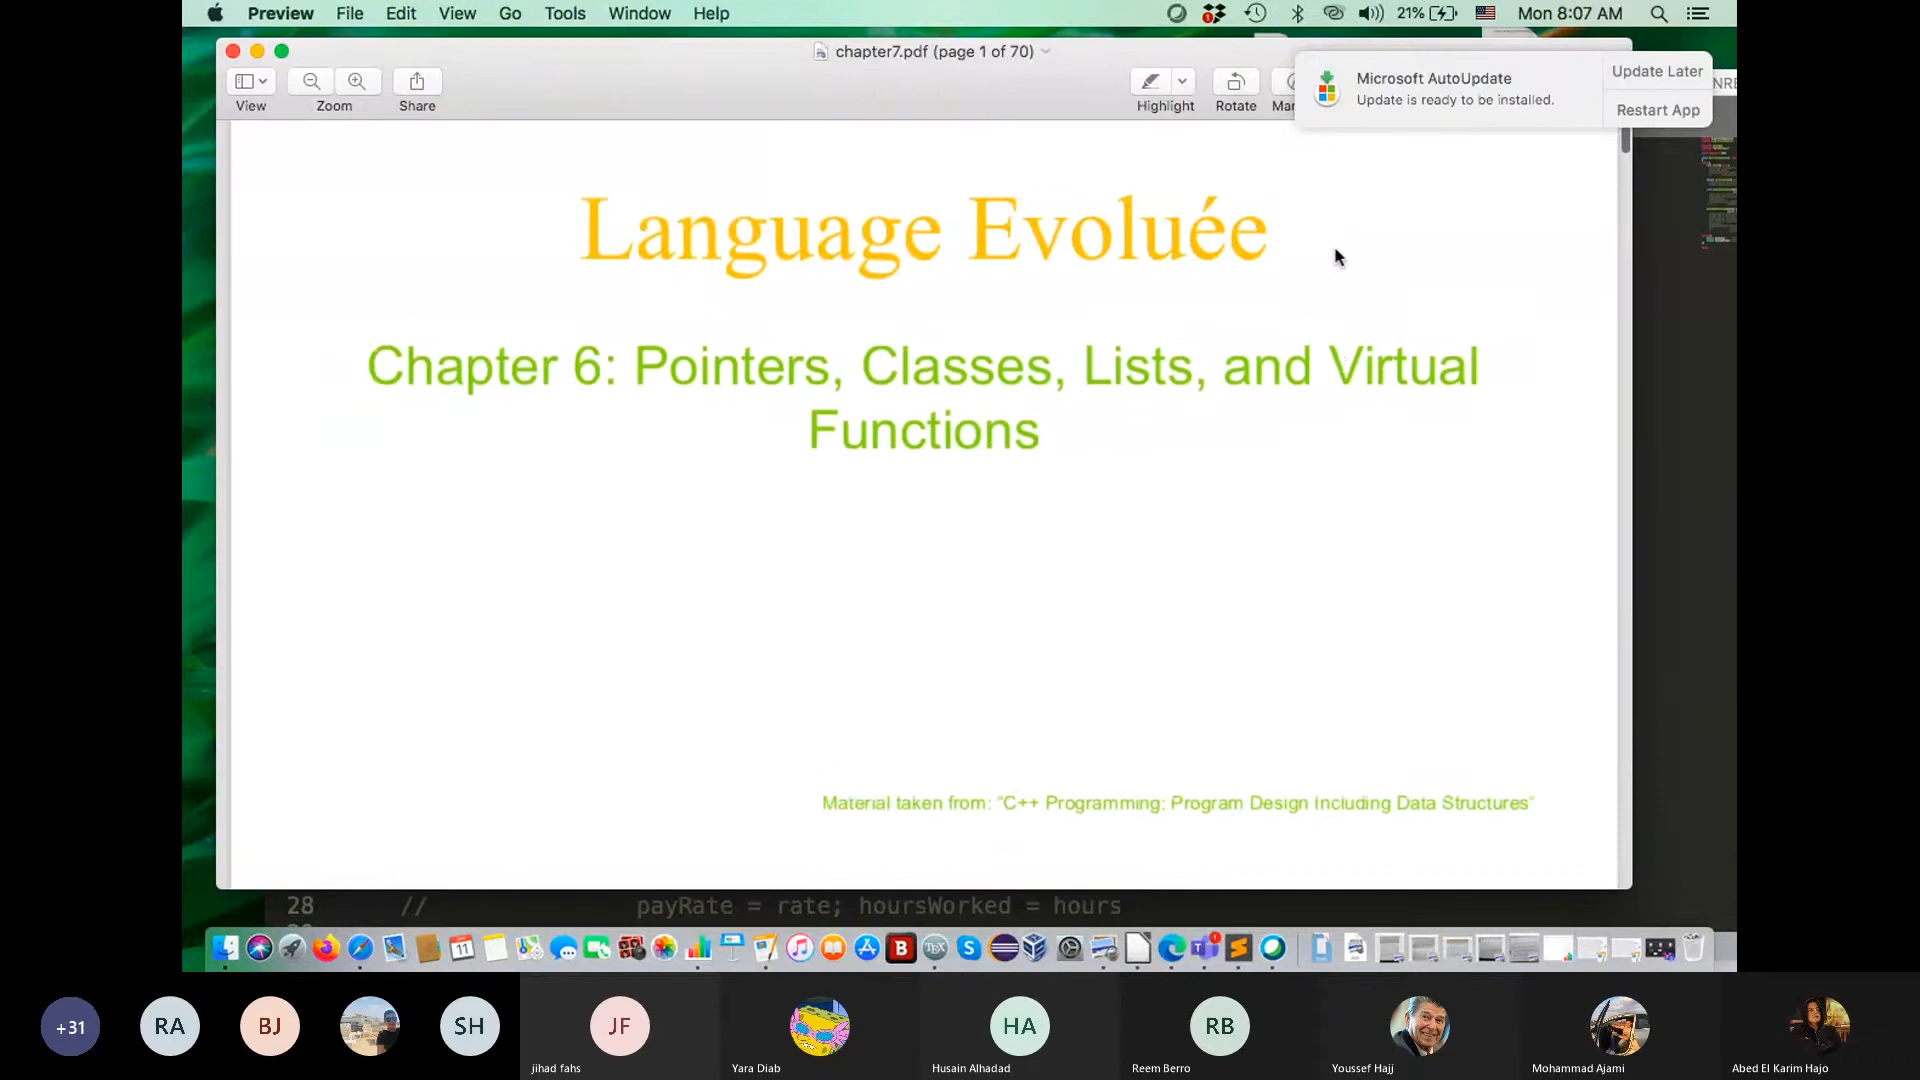 Preview File Edit View Go Tools Window Help
21% Mon 8:07 AM
chapter7.pdf (page 1 of 70)
View Zoom Share Highlight Rotate
Microsoft AutoUpdate
Update is ready to be installed.
Update Later
Restart App
Language Evoluée
Chapter 6: Pointers, Classes, Lists, and Virtual
Functions
Material taken from: "C++ Programming: Program Design Including Data Structures"
28 // payRate = rate; hoursWorked = hours
11
TEX
+31 RA BJ SH JF HA RB
jihad fahs Yara Diab Husain Alhadad Reem Berro Youssef Hajj Mohammad Ajami Abed El Karim Hajo